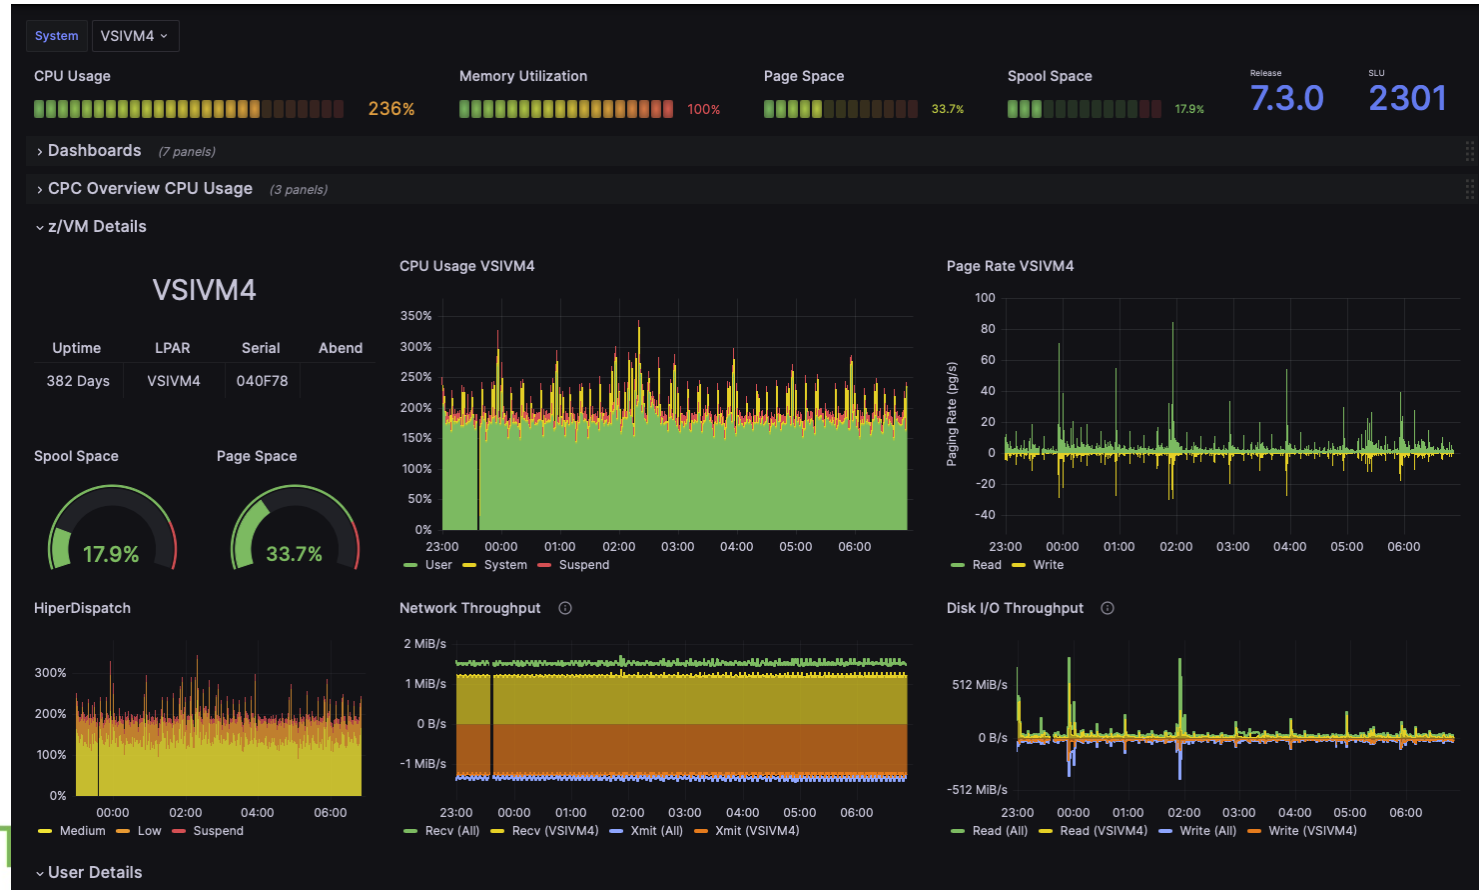 System VSIVM4
CPU Usage Memory Utilization Page Space Spool Space Release SLU
236% 100% 33.7% 17.9% 7.3.0 2301
Dashboards (7 panels)
CPC Overview CPU Usage (3 panels)
z/VM Details
VSIVM4
Uptime LPAR Serial Abend
382 Days VSIVM4 040F78
Spool Space Page Space
17.9% 33.7%
CPU Usage VSIVM4
350%
300%
250%
200%
150%
100%
50%
0%
23:00 00:00 01:00 02:00 03:00 04:00 05:00 06:00
User System Suspend
Page Rate VSIVM4
Paging Rate (pg/s)
100
80
60
40
20
0
-20
-40
23:00 00:00 01:00 02:00 03:00 04:00 05:00 06:00
Read Write
HiperDispatch
300%
200%
100%
0%
00:00 02:00 04:00 06:00
Medium Low Suspend
Network Throughput
2 MiB/s
1 MiB/s
0 B/s
-1 MiB/s
23:00 00:00 01:00 02:00 03:00 04:00 05:00 06:00
Recv (All) Recv (VSIVM4) Xmit (All) Xmit (VSIVM4)
Disk I/O Throughput
512 MiB/s
0 B/s
-512 MiB/s
23:00 00:00 01:00 02:00 03:00 04:00 05:00 06:00
Read (All) Read (VSIVM4) Write (All) Write (VSIVM4)
User Details